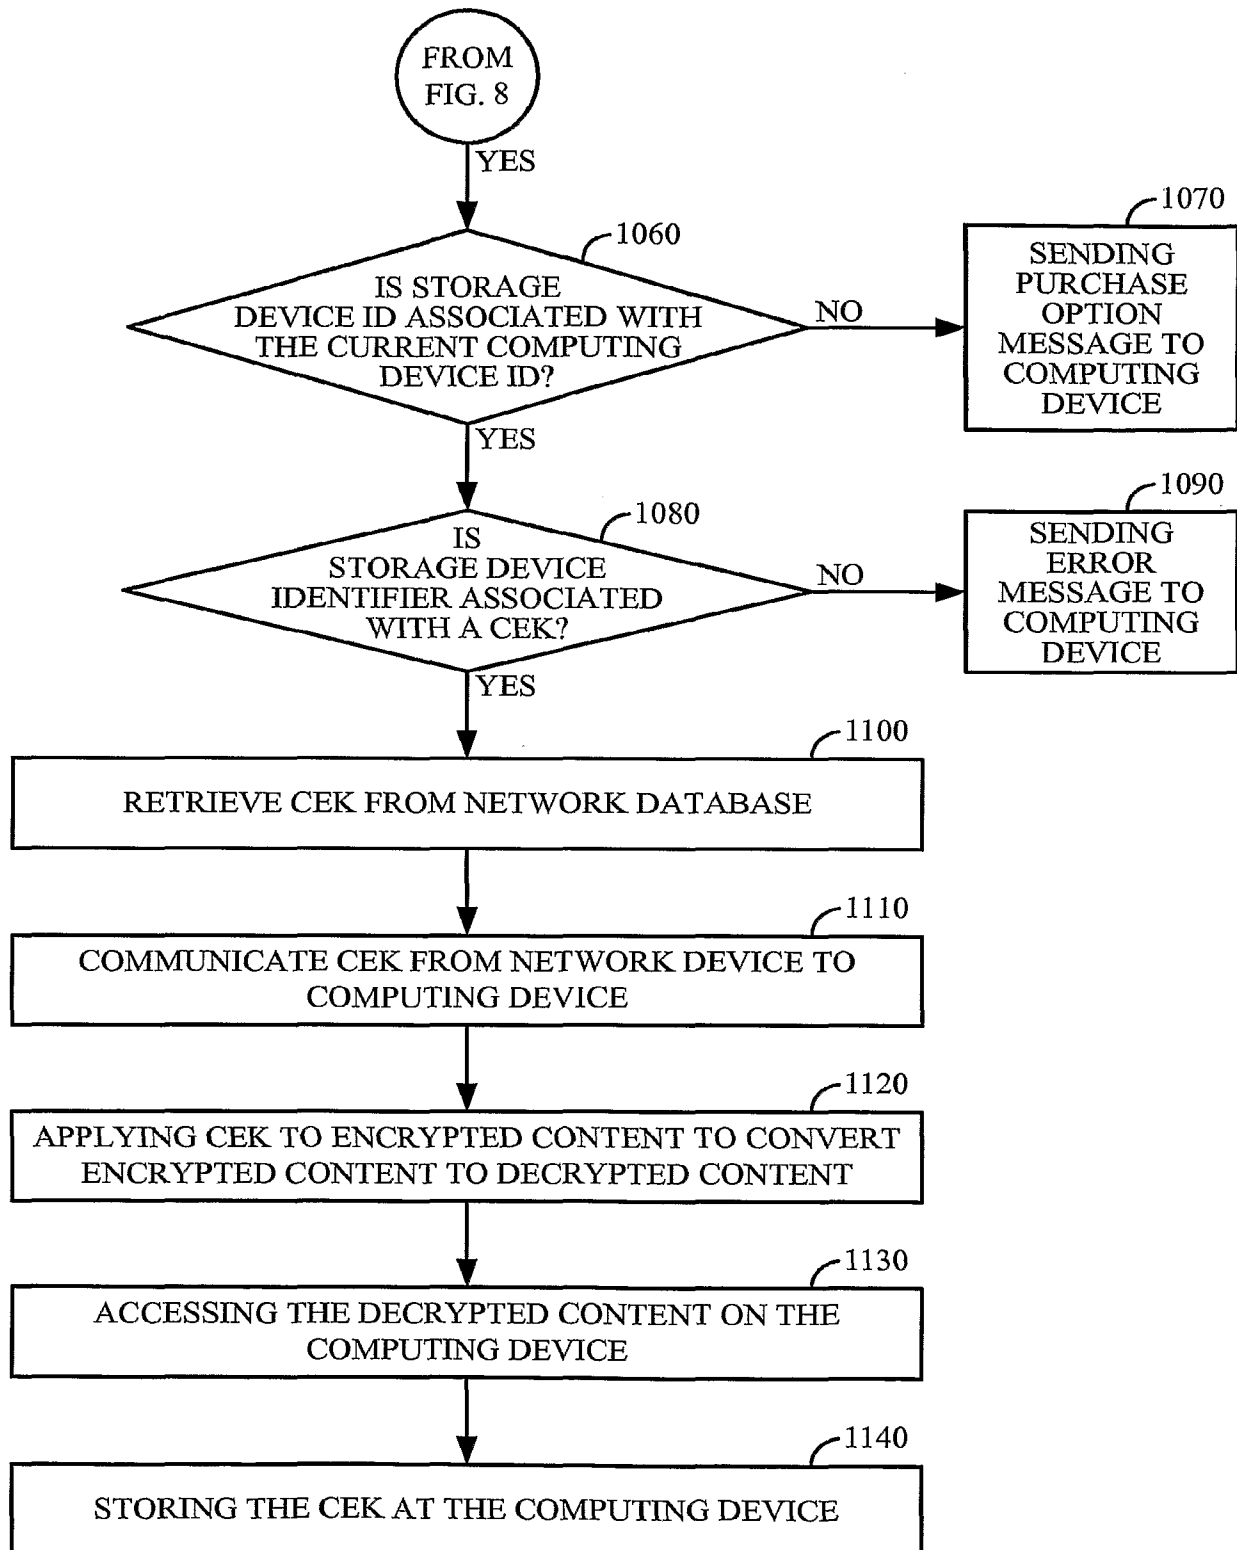 FROM
FIG. 8
YES
1060
IS STORAGE
DEVICE ID ASSOCIATED WITH
THE CURRENT COMPUTING
DEVICE ID?
NO
1070
SENDING
PURCHASE
OPTION
MESSAGE TO
COMPUTING
DEVICE
YES
1080
IS
STORAGE DEVICE
IDENTIFIER ASSOCIATED
WITH A CEK?
NO
1090
SENDING
ERROR
MESSAGE TO
COMPUTING
DEVICE
YES
1100
RETRIEVE CEK FROM NETWORK DATABASE
1110
COMMUNICATE CEK FROM NETWORK DEVICE TO
COMPUTING DEVICE
1120
APPLYING CEK TO ENCRYPTED CONTENT TO CONVERT
ENCRYPTED CONTENT TO DECRYPTED CONTENT
1130
ACCESSING THE DECRYPTED CONTENT ON THE
COMPUTING DEVICE
1140
STORING THE CEK AT THE COMPUTING DEVICE